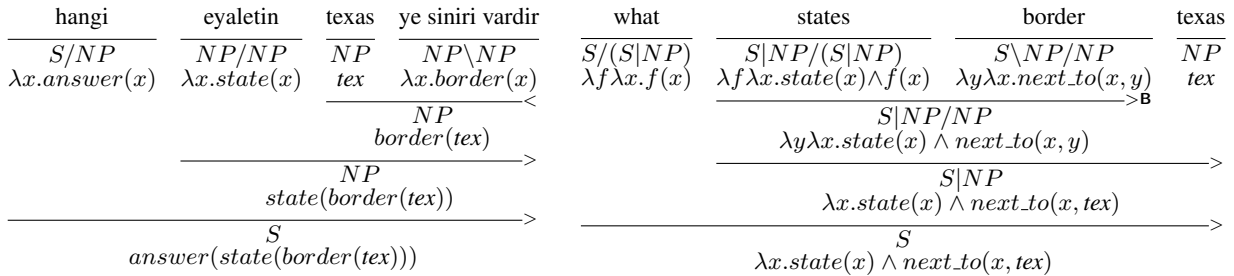 hangi eyaletin texas ye siniri vardir what states border texas
S/NP NP/NP NP NP\NP S/(S|NP) S|NP/(S|NP) S\NP/NP NP
λx.answer(x) λx.state(x) tex λx.border(x) λfλx.f(x) λfλx.state(x)∧f(x) λyλx.next_to(x, y) tex
< >B
NP S|NP/NP
border(tex) λyλx.state(x) ∧ next_to(x, y)
> >
NP S|NP
state(border(tex)) λx.state(x) ∧ next_to(x, tex)
> >
S S
answer(state(border(tex))) λx.state(x) ∧ next_to(x, tex)